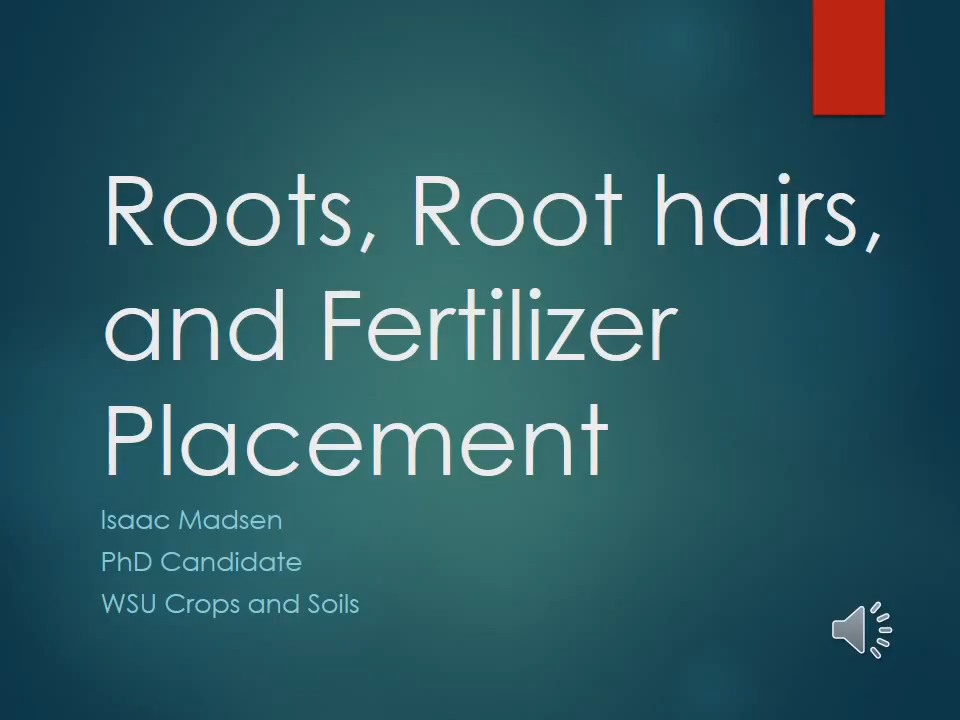 Roots, Root hairs,
and Fertilizer
Placement
Isaac Madsen
PhD Candidate
WSU Crops and Soils